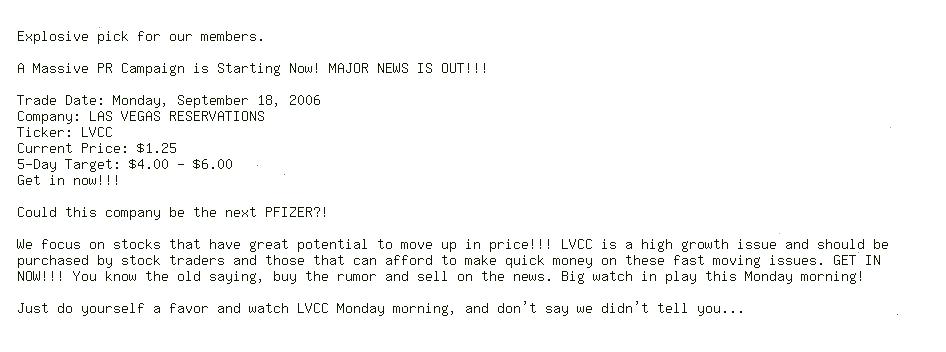 Explosive pick for our members.
A Massive PR Campaign is Starting Now! MAJOR NEWS IS OUT!!!
Trade Date: Monday, September 18, 2006
Company: LAS VEGAS RESERVATIONS
Ticker: LVCC
Current Price: $1.25
5-Day Target: $4.00 - $6.00
Get in now!!!
Could this company be the next PFIZER?!
We focus on stocks that have great potential to move up in price!!! LVCC is a high growth issue and should be
purchased by stock traders and those that can afford to make quick money on these fast moving issues. GET IN
NOW!!! You know the old saying, buy the rumor and sell on the news. Big watch in play this Monday morning!
Just do yourself a favor and watch LVCC Monday morning, and don't say we didn't tell you...